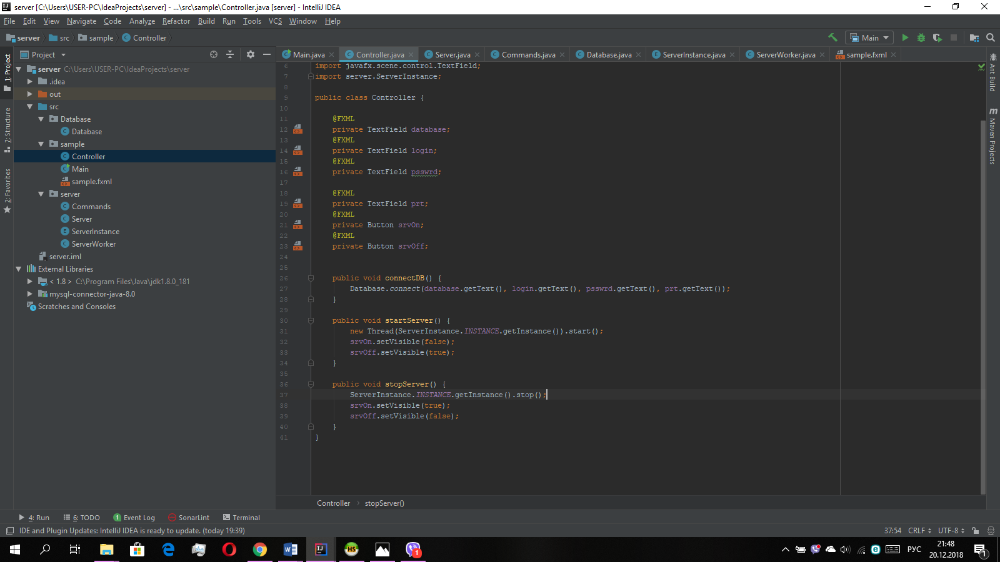 server [C:\Users\USER-PC\IdeaProjects\server] - ...\src\sample\Controller.java [server] - IntelliJ IDEA
File Edit View Navigate Code Analyze Refactor Build Run Tools VCS Window Help
server src sample Controller
Main
Project
Main.java Controller.java Server.java Commands.java Database.java ServerInstance.java ServerWorker.java sample.fxml
1: Project
7: Structure
2: Favorites
server C:\Users\USER-PC\IdeaProjects\server
.idea
out
src
Database
Database
sample
Controller
Main
sample.fxml
server
Commands
Server
ServerInstance
ServerWorker
server.iml
External Libraries
< 1.8 > C:\Program Files\Java\jdk1.8.0_181
mysql-connector-java-8.0
Scratches and Consoles
6 import javafx.scene.control.TextField;
7 import server.ServerInstance;
8
9 public class Controller {
10
11 @FXML
12 private TextField database;
13 @FXML
14 private TextField login;
15 @FXML
16 private TextField psswrd;
17
18 @FXML
19 private TextField prt;
20 @FXML
21 private Button srvOn;
22 @FXML
23 private Button srvOff;
24
25
26 public void connectDB() {
27 Database.connect(database.getText(), login.getText(), psswrd.getText(), prt.getText());
28 }
29
30 public void startServer() {
31 new Thread(ServerInstance.INSTANCE.getInstance()).start();
32 srvOn.setVisible(false);
33 srvOff.setVisible(true);
34 }
35
36 public void stopServer() {
37 ServerInstance.INSTANCE.getInstance().stop();
38 srvOn.setVisible(true);
39 srvOff.setVisible(false);
40 }
41 }
Ant Build
Maven Projects
Controller stopServer()
4: Run 6: TODO 1 Event Log SonarLint Terminal
IDE and Plugin Updates: IntelliJ IDEA is ready to update. (today 19:39)
37:54 CRLF UTF-8
HS 1
РУС
21:48
20.12.2018
1